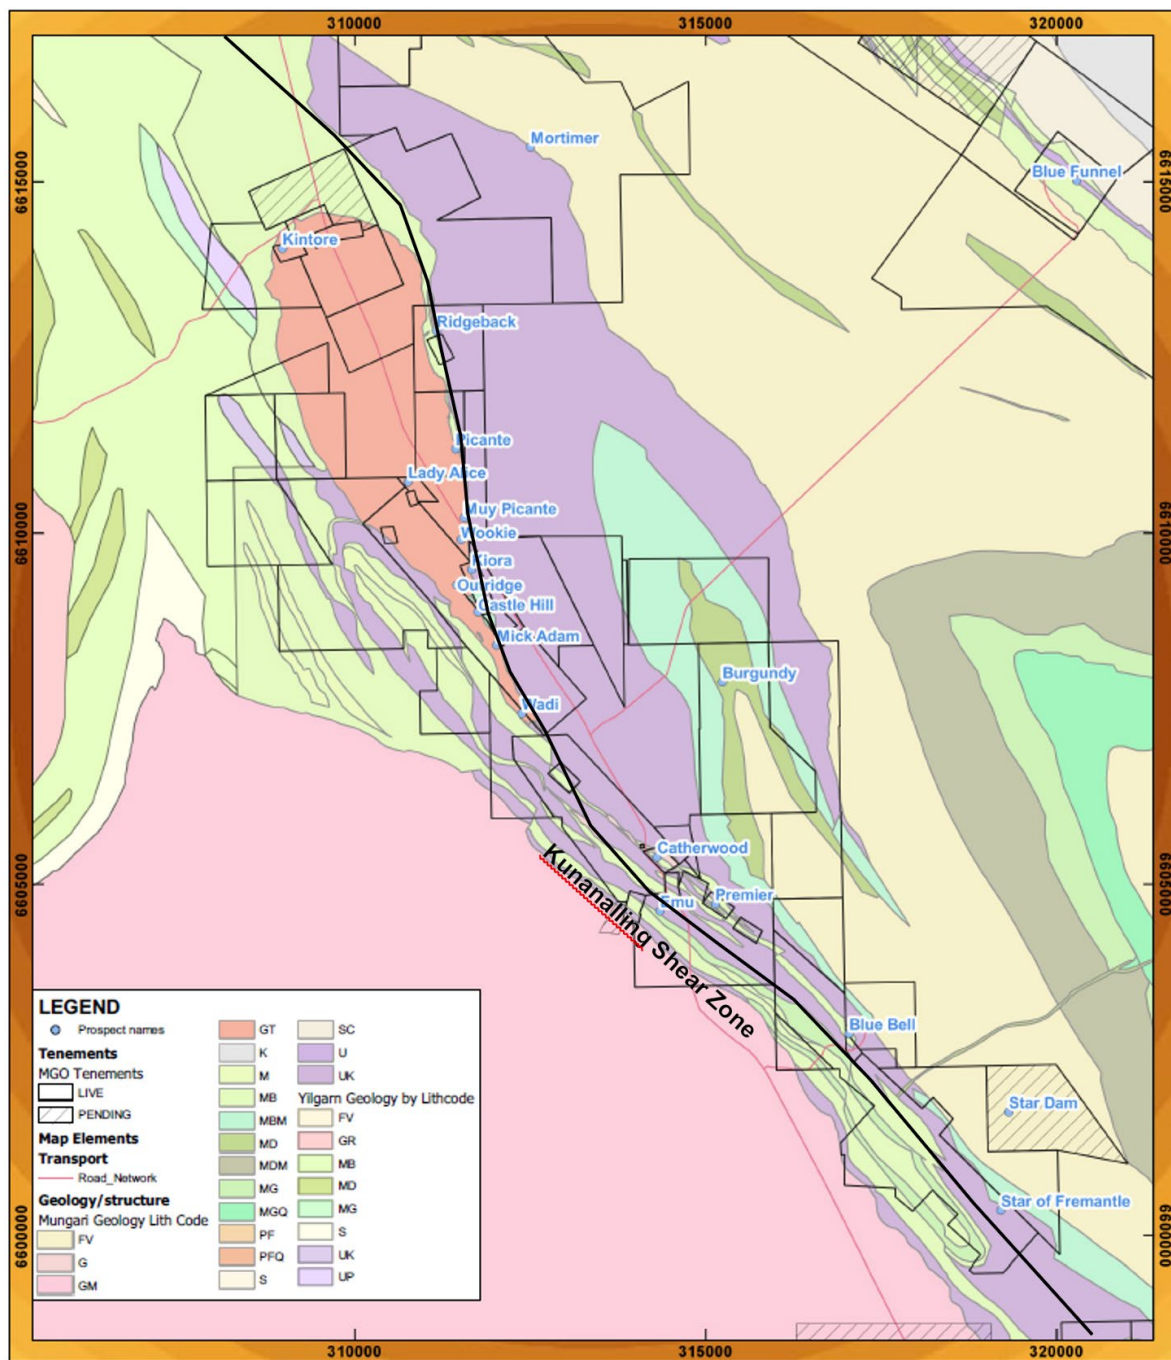 310000
315000
320000
Mortimer
6615000
6615000
Blue Funnel
Kintore
Ridgeback
Picante
Lady Alice
Muy Picante
6610000
6610000
Wookie
Kiora
Outridge
Castle Hill
Mick Adam
Burgundy
Wadi
Catherwood
6605000
6605000
Premier
Emu
Kunanalling Shear Zone
Blue Bell
Star Dam
Star of Fremantle
6600000
6600000
LEGEND
Prospect names
Tenements
MGO Tenements
LIVE
PENDING
Map Elements
Transport
Road_Network
Geology/structure
Mungari Geology Lith Code
FV
G
GM
GT
K
M
MB
MBM
MD
MDM
MG
MGQ
PF
PFQ
S
SC
U
UK
Yilgarn Geology by Lithcode
FV
GR
MB
MD
MG
S
UK
UP
310000
315000
320000